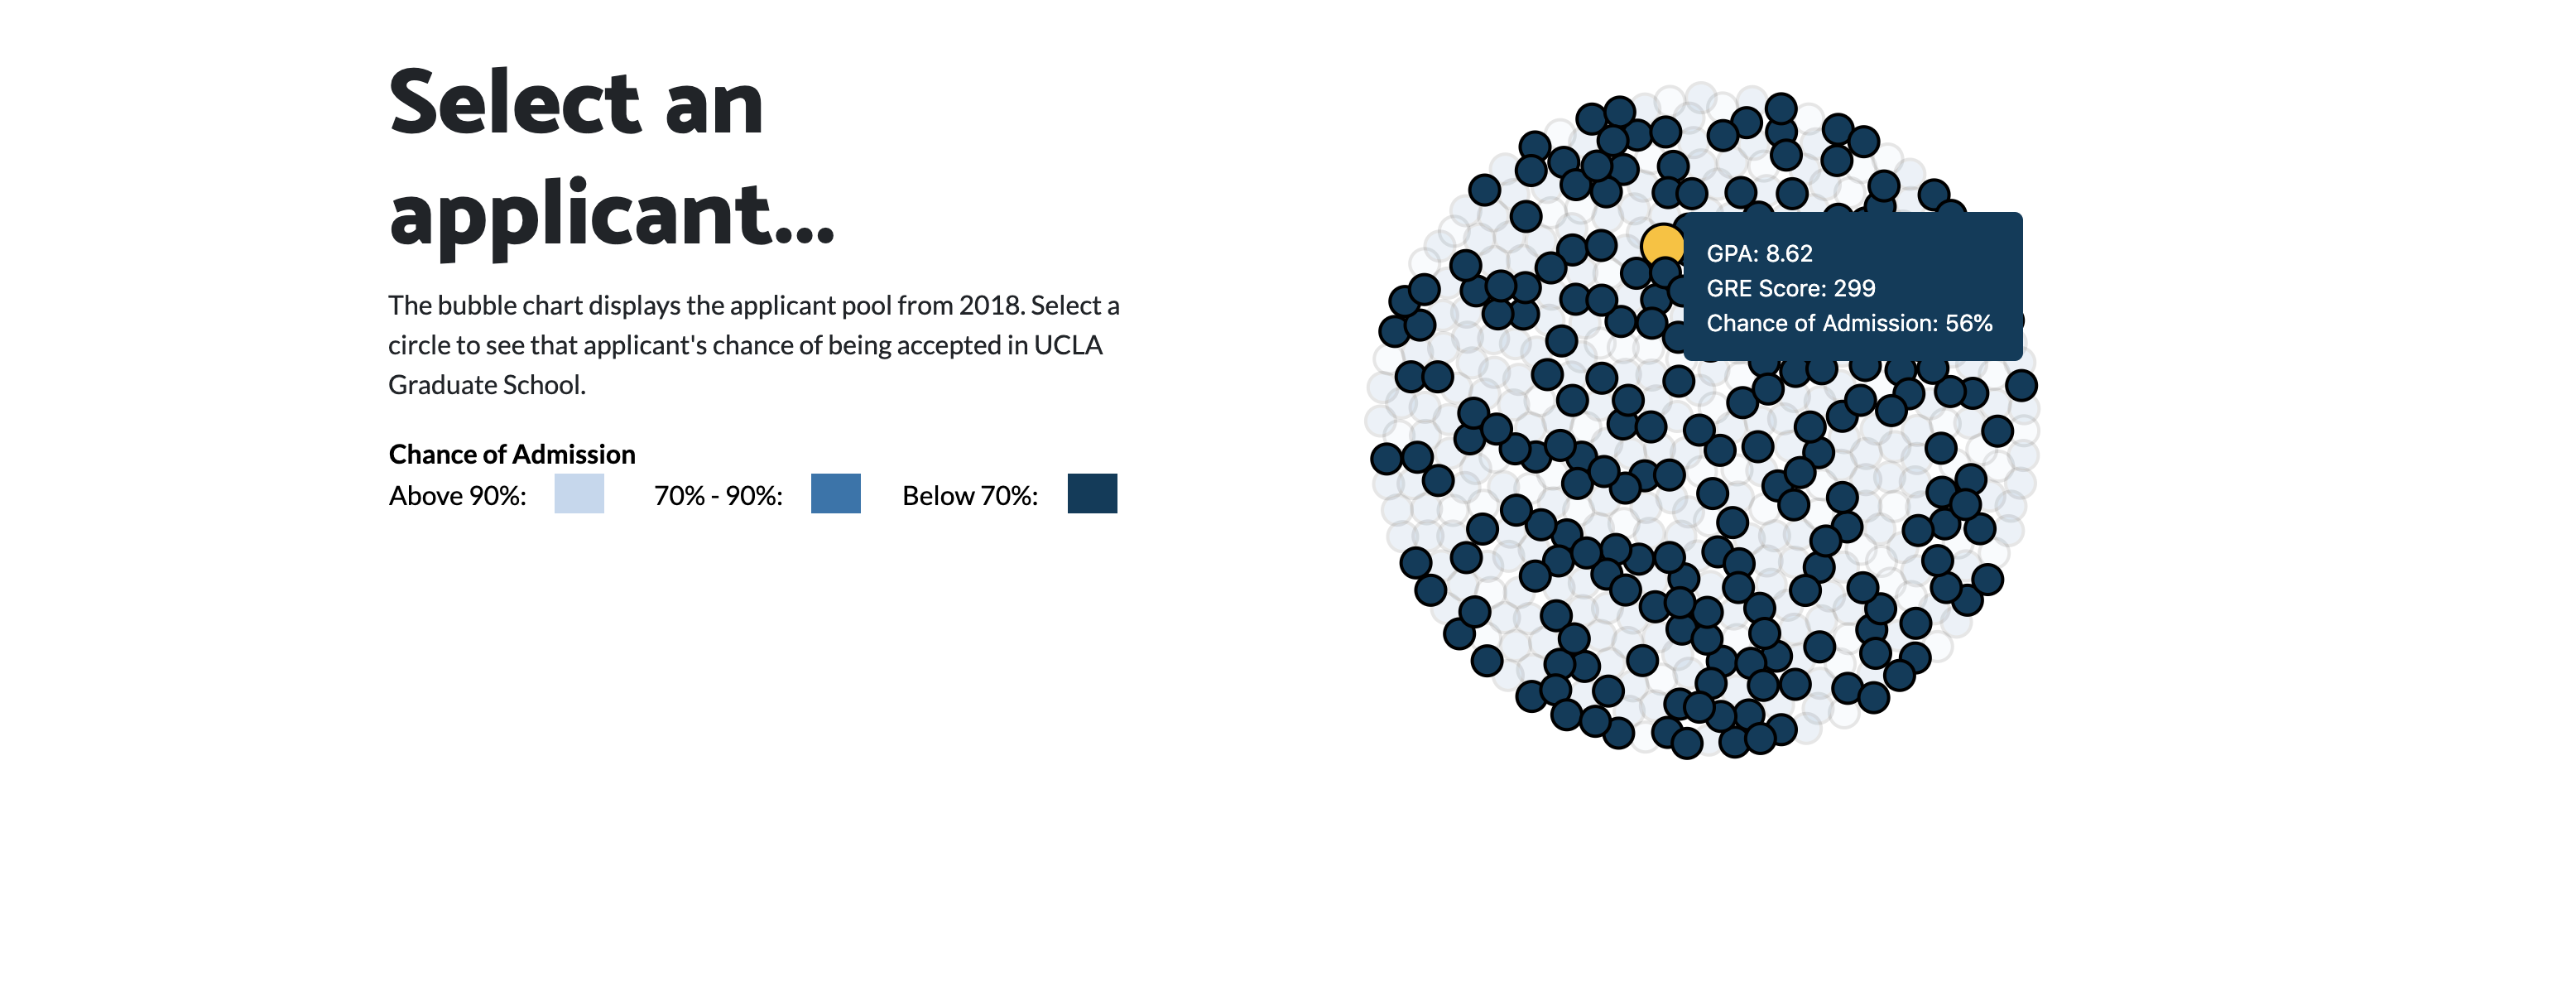 Select an
applicant...
The bubble chart displays the applicant pool from 2018. Select a
circle to see that applicant's chance of being accepted in UCLA
Graduate School.
Chance of Admission
Above 90%:
70% - 90%:
Below 70%:
GPA: 8.62
GRE Score: 299
Chance of Admission: 56%